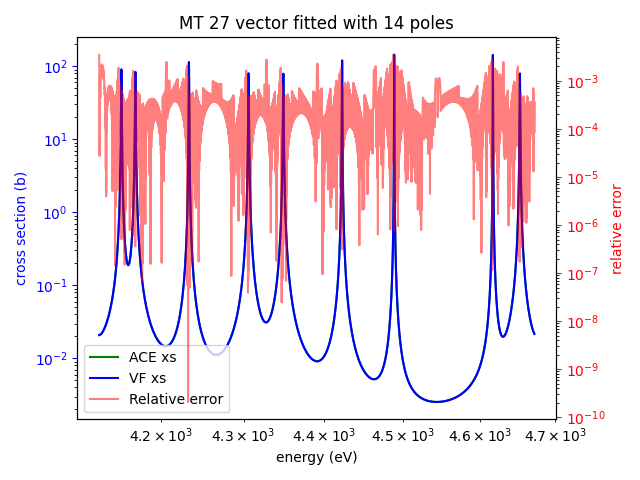 MT 27 vector fitted with 14 poles
10²
10¹
10⁰
10⁻¹
10⁻²
cross section (b)
10⁻³
10⁻⁴
10⁻⁵
10⁻⁶
10⁻⁷
10⁻⁸
10⁻⁹
10⁻¹⁰
relative error
ACE xs
VF xs
Relative error
4.2 × 10³ 4.3 × 10³ 4.4 × 10³ 4.5 × 10³ 4.6 × 10³ 4.7 × 10³
energy (eV)